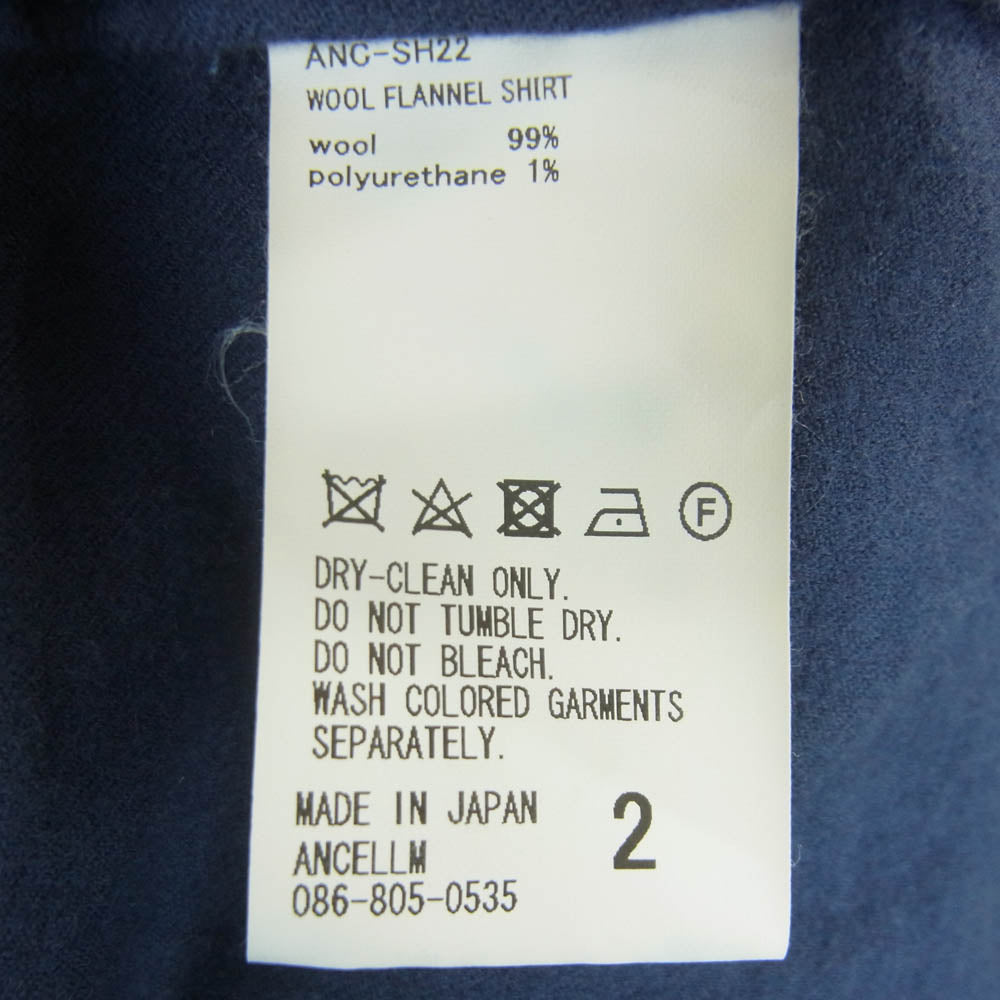 ANC-SH22
WOOL FLANNEL SHIRT
wool 99%
polyurethane 1%
F
DRY-CLEAN ONLY.
DO NOT TUMBLE DRY.
DO NOT BLEACH.
WASH COLORED GARMENTS
SEPARATELY.
MADE IN JAPAN
2
ANCELLM
086-805-0535